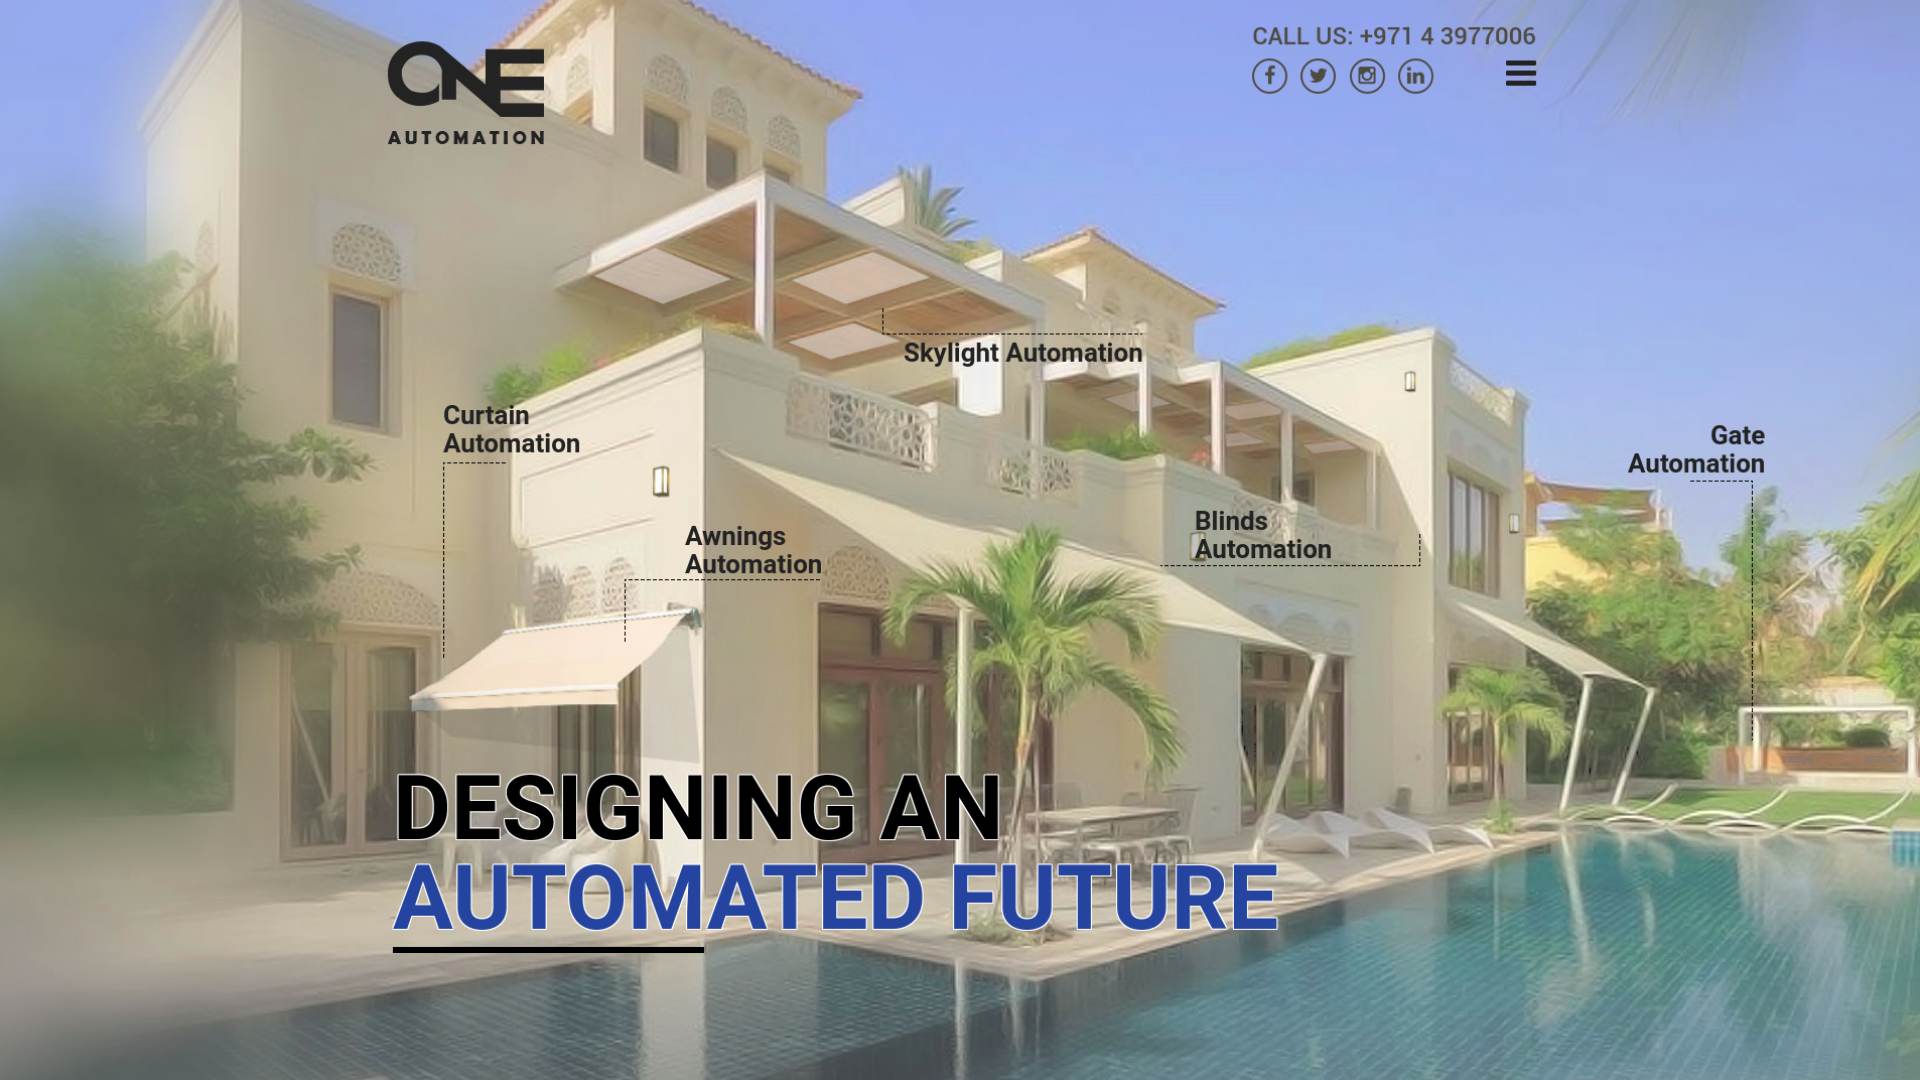 CALL US: +971 4 3977006
ONE
AUTOMATION
Skylight Automation
Curtain
Automation
Gate
Automation
Awnings
Automation
Blinds
Automation
DESIGNING AN
AUTOMATED FUTURE